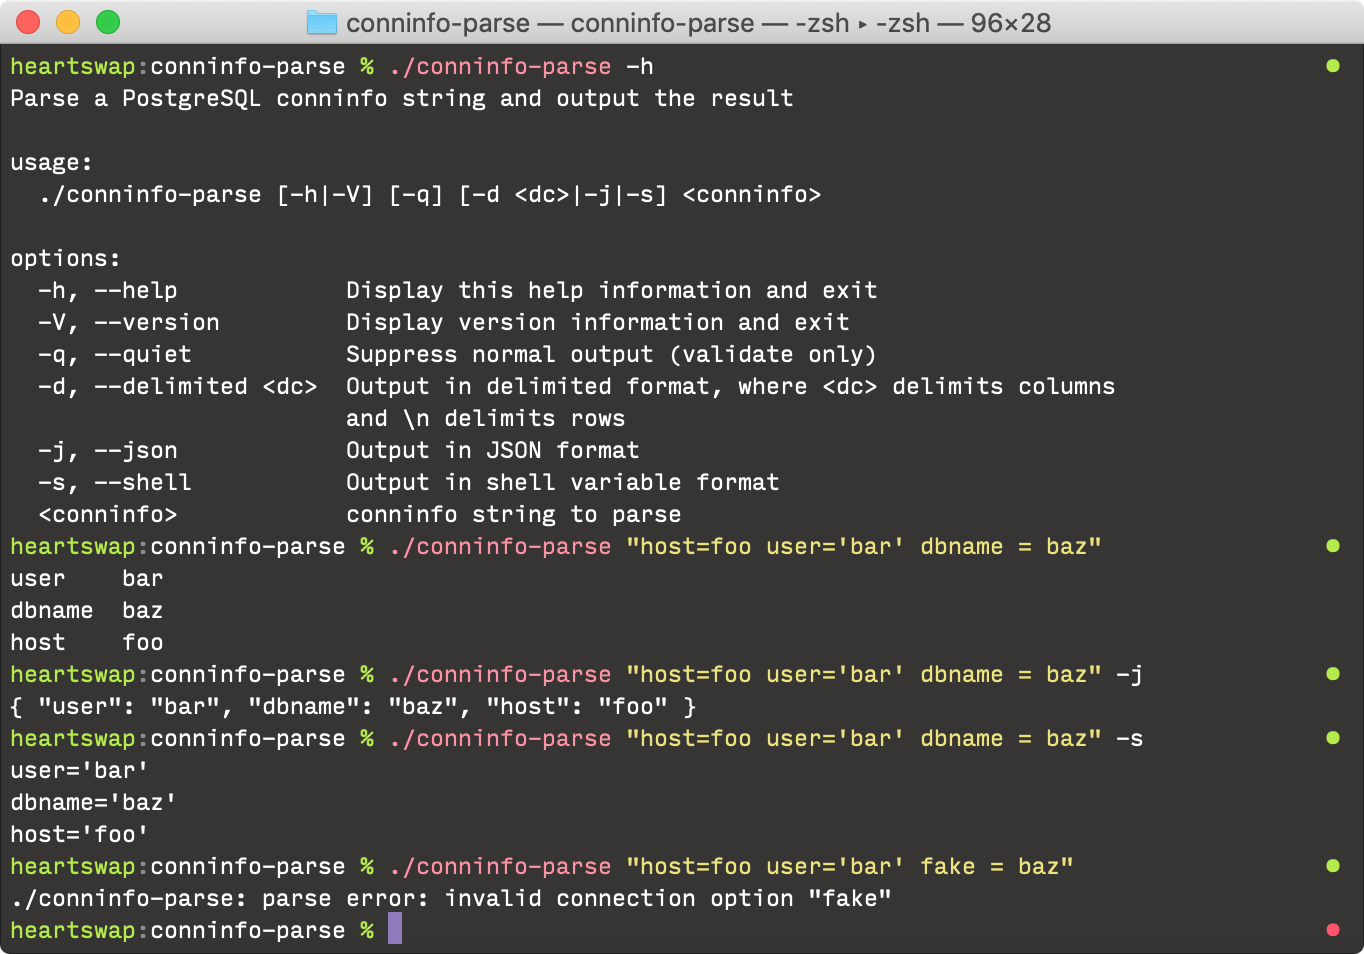 conninfo-parse — conninfo-parse — -zsh ▸ -zsh — 96×28
heartswap:conninfo-parse % ./conninfo-parse -h
Parse a PostgreSQL conninfo string and output the result
usage:
  ./conninfo-parse [-h|-V] [-q] [-d <dc>|-j|-s] <conninfo>
options:
  -h, --help            Display this help information and exit
  -V, --version         Display version information and exit
  -q, --quiet           Suppress normal output (validate only)
  -d, --delimited <dc>  Output in delimited format, where <dc> delimits columns
                        and \n delimits rows
  -j, --json            Output in JSON format
  -s, --shell           Output in shell variable format
  <conninfo>            conninfo string to parse
heartswap:conninfo-parse % ./conninfo-parse "host=foo user='bar' dbname = baz"
user    bar
dbname  baz
host    foo
heartswap:conninfo-parse % ./conninfo-parse "host=foo user='bar' dbname = baz" -j
{ "user": "bar", "dbname": "baz", "host": "foo" }
heartswap:conninfo-parse % ./conninfo-parse "host=foo user='bar' dbname = baz" -s
user='bar'
dbname='baz'
host='foo'
heartswap:conninfo-parse % ./conninfo-parse "host=foo user='bar' fake = baz"
./conninfo-parse: parse error: invalid connection option "fake"
heartswap:conninfo-parse %